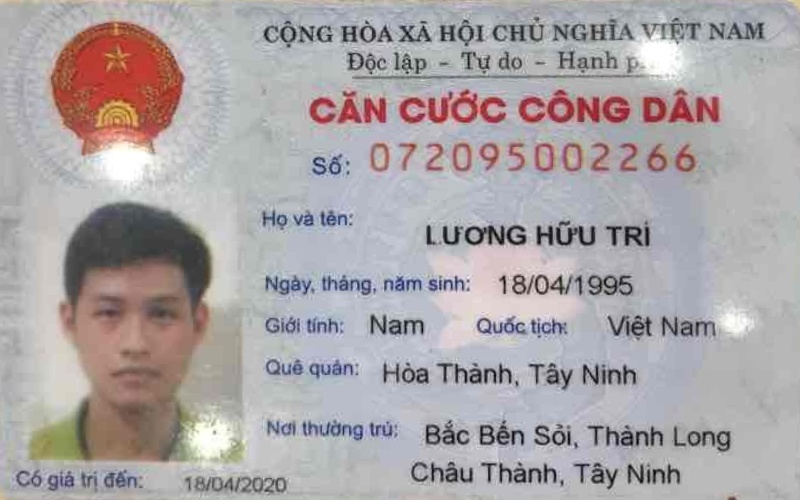 CỘNG HÒA XÃ HỘI CHỦ NGHĨA VIỆT NAM
Độc lập - Tự do - Hạnh
CĂN CƯỚC CÔNG DÂN
Số: 072095002266
Họ và tên: LƯƠNG HỮU TRÍ
Ngày, tháng, năm sinh: 18/04/1995
Giới tính: Nam Quốc tịch: Việt Nam
Quê quán: Hòa Thành, Tây Ninh
Nơi thường trú: Bắc Bến Sỏi, Thành Long
Châu Thành, Tây Ninh
Có giá trị đến: 18/04/2020